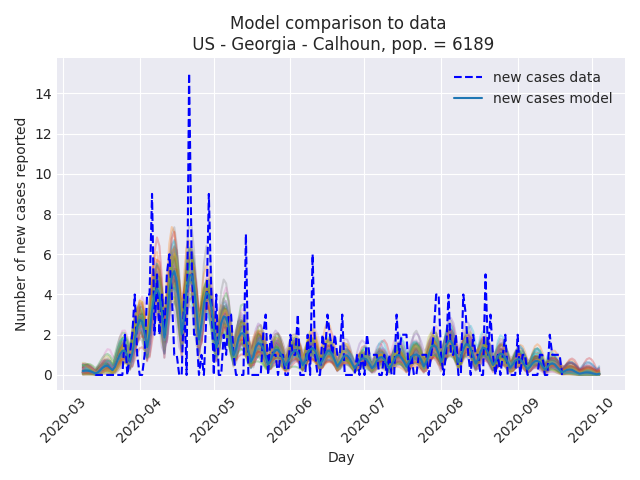 Model comparison to data
US - Georgia - Calhoun, pop. = 6189
new cases data
new cases model
Number of new cases reported
14
12
10
8
6
4
2
0
2020-03
2020-04
2020-05
2020-06
2020-07
2020-08
2020-09
2020-10
Day